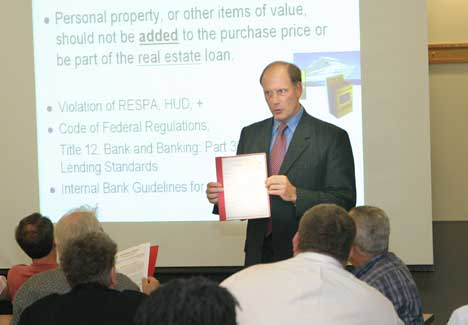 Personal property, or other items of value,
should not be added to the purchase price or
be part of the real estate loan.
Violation of RESPA, HUD, +
Code of Federal Regulations,
Title 12, Bank and Banking: Part 3
Lending Standards
Internal Bank Guidelines for